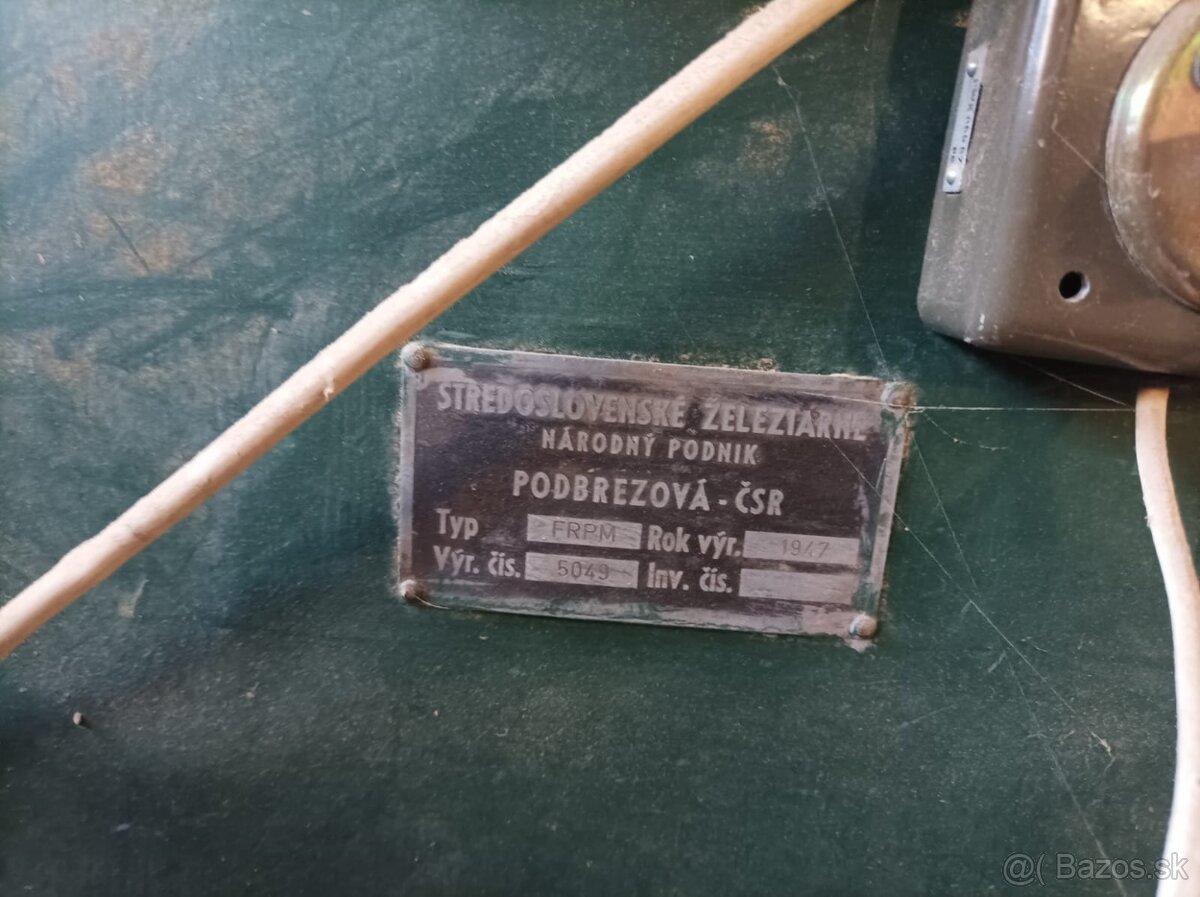 STREDOSLOVENSKÉ ŽELEZIARNE
NÁRODNÝ PODNIK
PODBREZOVÁ - ČSR
Typ FRPM Rok výr. 1947
Výr. čís. 5049 Inv. čís.
@( Bazos.sk